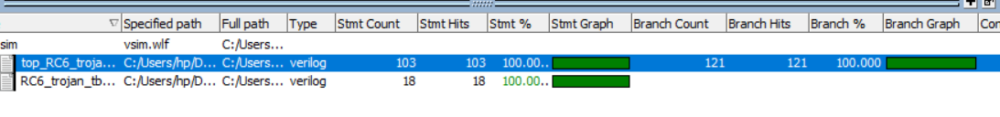 Specified path Full path Type Stmt Count Stmt Hits Stmt % Stmt Graph Branch Count Branch Hits Branch % Branch Graph Con
sim vsim.wlf C:/Users...
top_RC6_troja... C:/Users/hp/D... C:/Users... verilog 103 103 100.00... 121 121 100.000
RC6_trojan_tb... C:/Users/hp/D... C:/Users... verilog 18 18 100.00...